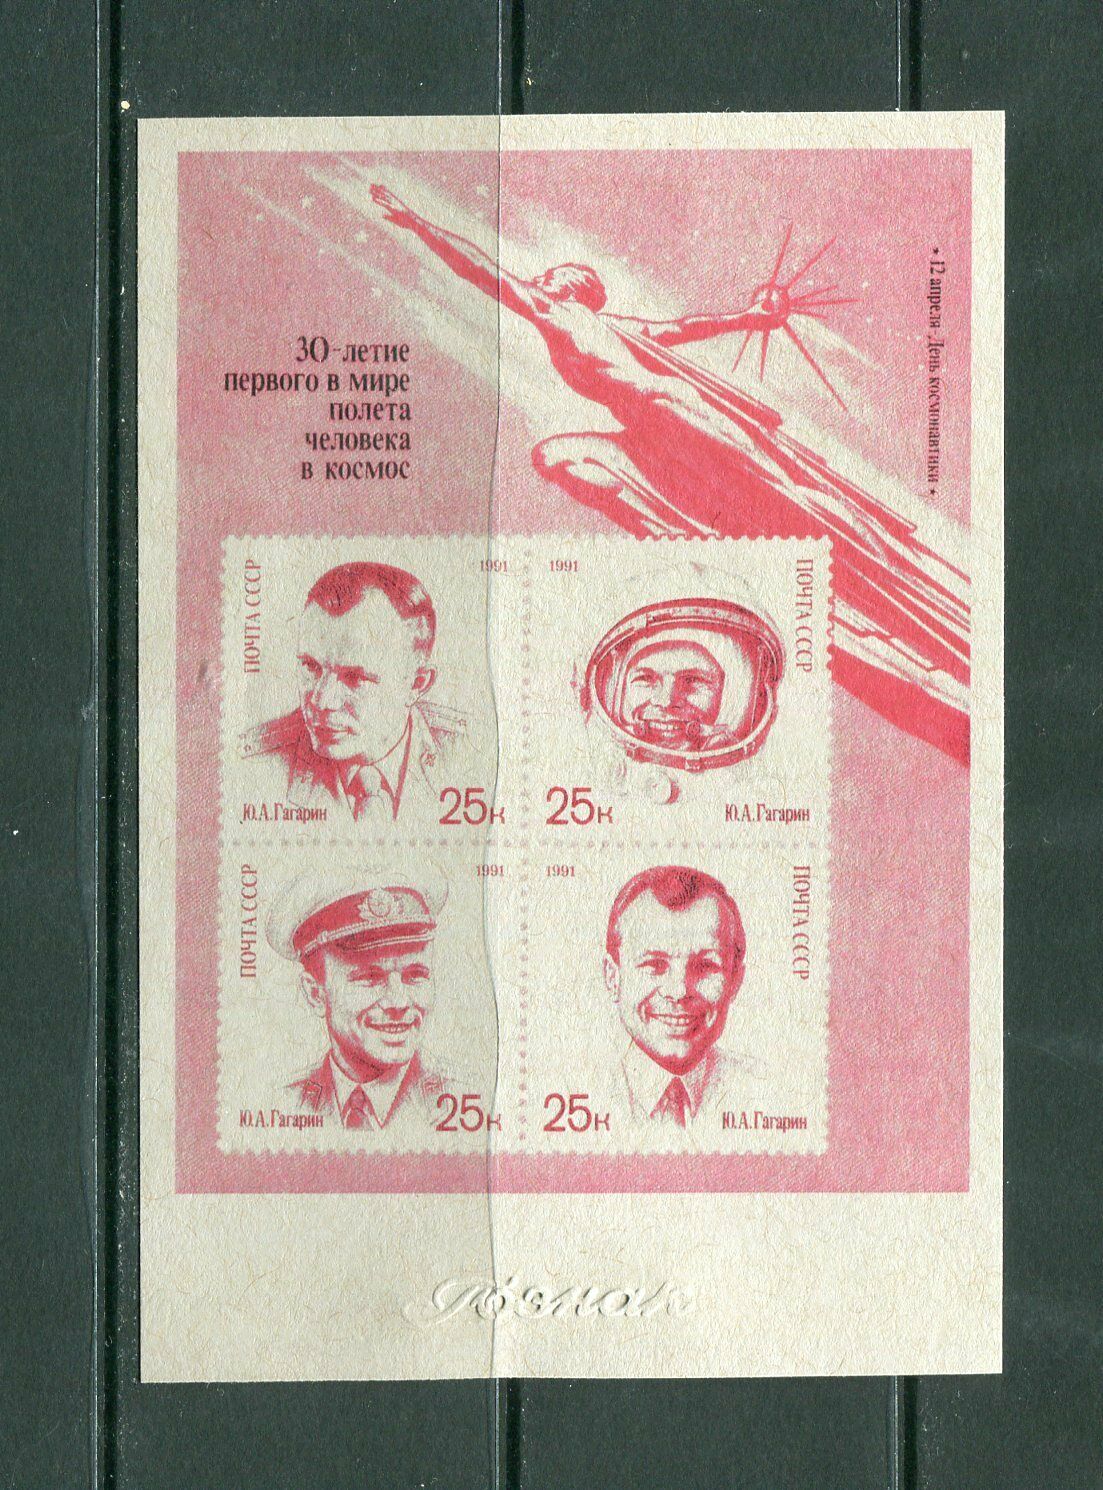 30-летие
первого в мире
полета
человека
в космос
* 12 апреля - День космонавтики *
ПОЧТА СССР
1991
Ю.А.Гагарин
25к
1991
ПОЧТА СССР
25к
Ю.А.Гагарин
ПОЧТА СССР
1991
Ю.А.Гагарин
25к
1991
ПОЧТА СССР
25к
Ю.А.Гагарин